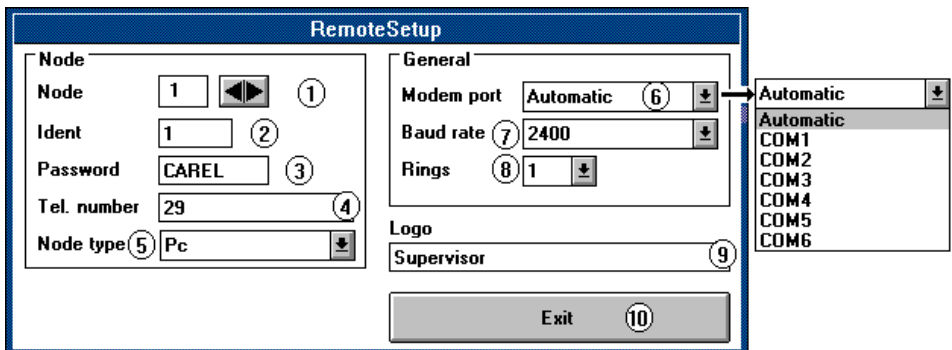 RemoteSetup
Node
Node 1 1
Ident 1 2
Password CAREL 3
Tel. number 29 4
Node type 5 Pc
General
Modem port Automatic 6
Baud rate 7 2400
Rings 8 1
Logo
Supervisor 9
Exit 10
Automatic
Automatic
COM1
COM2
COM3
COM4
COM5
COM6